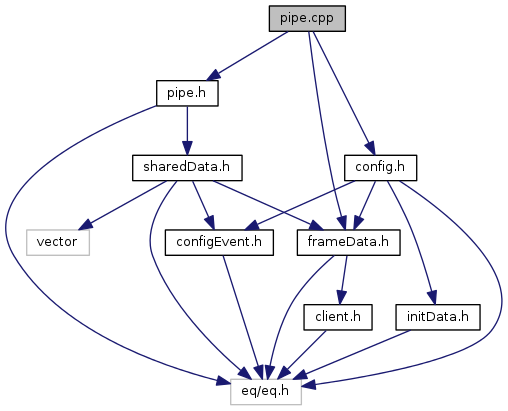 pipe.cpp
pipe.h
sharedData.h
config.h
vector
configEvent.h
frameData.h
client.h
initData.h
eq/eq.h